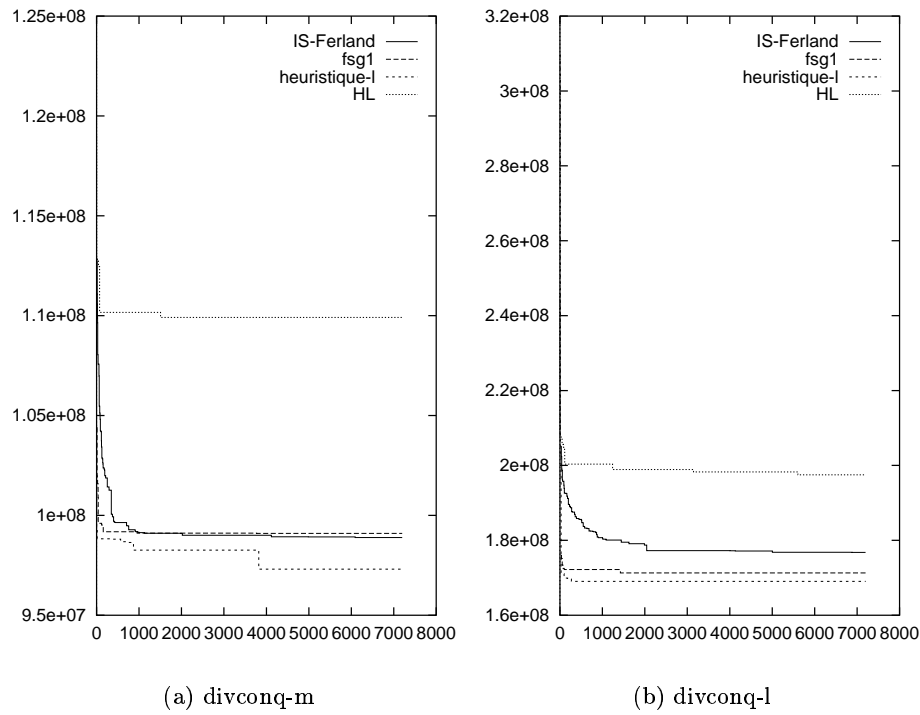 1.25e+08
1.2e+08
1.15e+08
1.1e+08
1.05e+08
1e+08
9.5e+07
0 1000 2000 3000 4000 5000 6000 7000 8000
IS-Ferland
fsg1
heuristique-l
HL
(a) divconq-m
3.2e+08
3e+08
2.8e+08
2.6e+08
2.4e+08
2.2e+08
2e+08
1.8e+08
1.6e+08
0 1000 2000 3000 4000 5000 6000 7000 8000
IS-Ferland
fsg1
heuristique-l
HL
(b) divconq-l